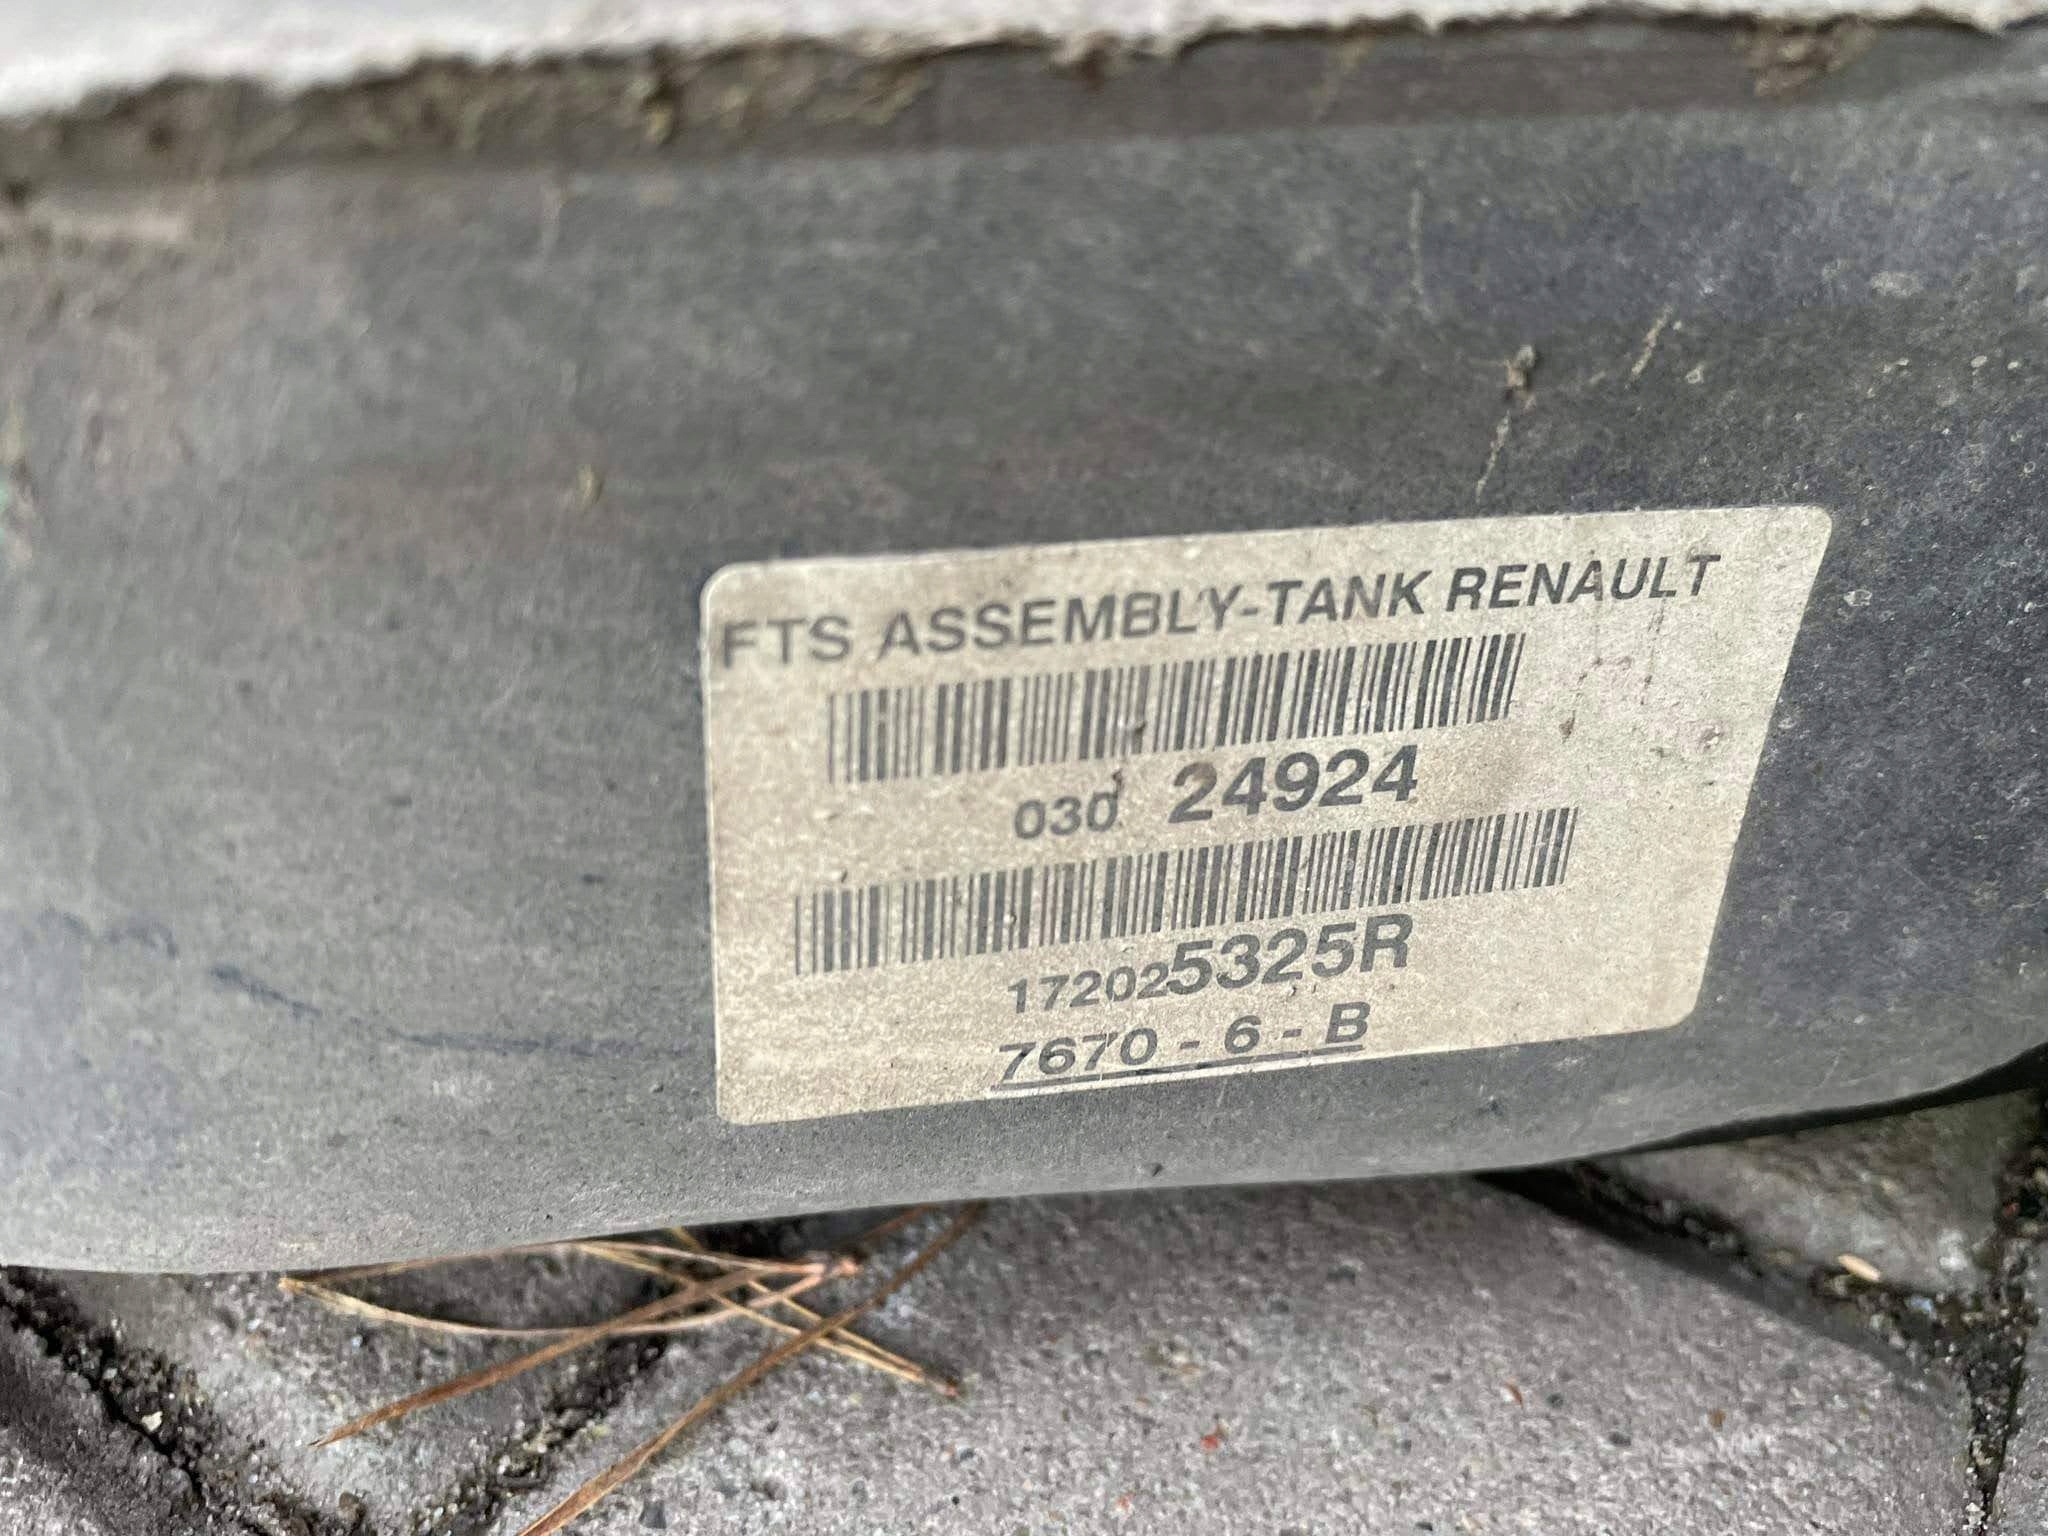 FTS ASSEMBLY-TANK RENAULT
030 24924
172025325R
7670 - 6 - B